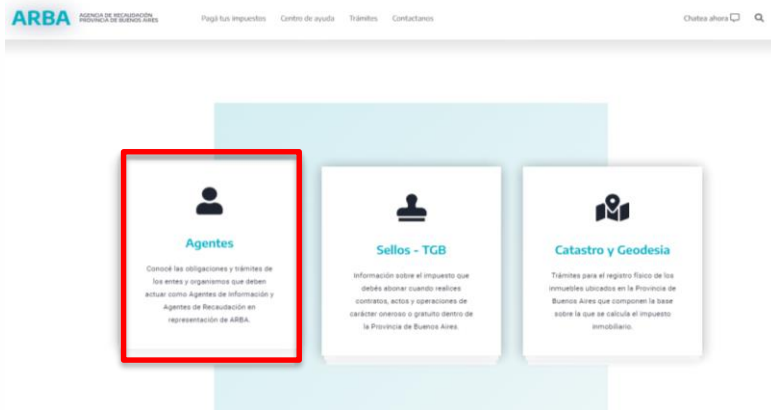 ARBA
AGENCIA DE RECAUDACIÓN
PROVINCIA DE BUENOS AIRES
Pagá tus impuestos Centro de ayuda Trámites Contactanos
Chatea ahora
Agentes
Conocé las obligaciones y trámites de
los entes y organismos que deben
actuar como Agentes de Información y
Agentes de Recaudación en
representación de ARBA.
Sellos - TGB
Información sobre el impuesto que
debés abonar cuando realices
contratos, actos y operaciones de
carácter oneroso o gratuito dentro de
la Provincia de Buenos Aires.
Catastro y Geodesia
Trámites para el registro físico de los
inmuebles ubicados en la Provincia de
Buenos Aires que componen la base
sobre la que se calcula el impuesto
inmobiliario.